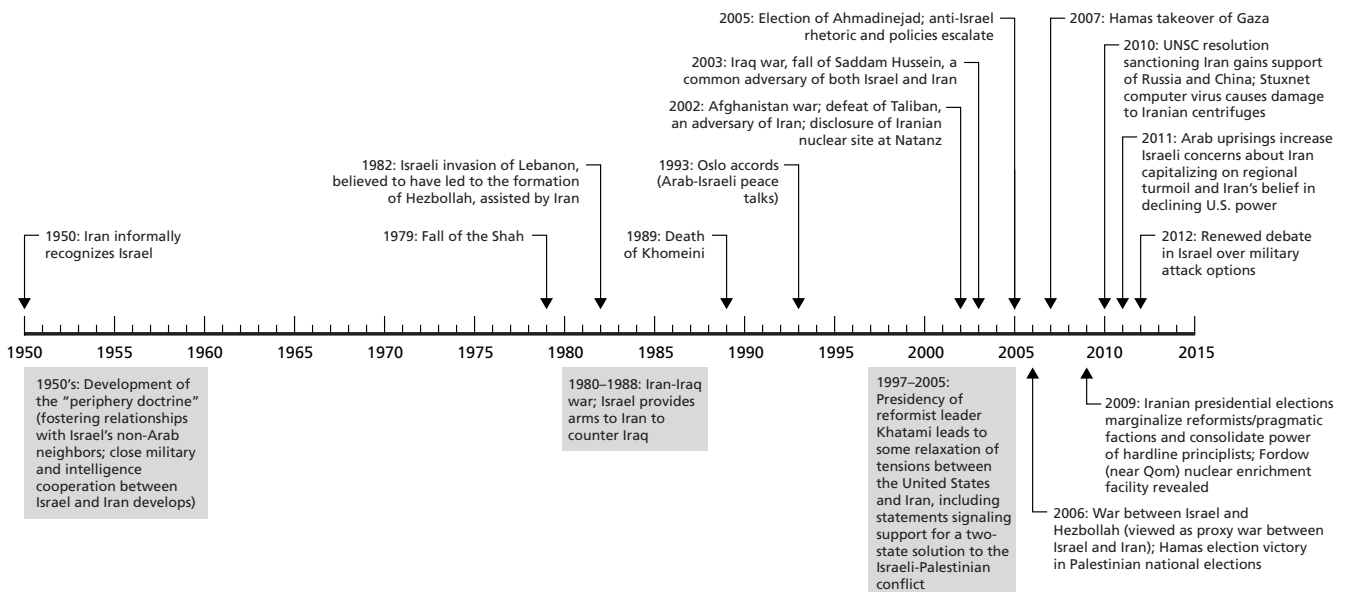 2005: Election of Ahmadinejad; anti-Israel
rhetoric and policies escalate
2007: Hamas takeover of Gaza
2003: Iraq war, fall of Saddam Hussein, a
common adversary of both Israel and Iran
2010: UNSC resolution
sanctioning Iran gains support
of Russia and China; Stuxnet
computer virus causes damage
to Iranian centrifuges
2002: Afghanistan war; defeat of Taliban,
an adversary of Iran; disclosure of Iranian
nuclear site at Natanz
2011: Arab uprisings increase
Israeli concerns about Iran
capitalizing on regional
turmoil and Iran’s belief in
declining U.S. power
1982: Israeli invasion of Lebanon,
believed to have led to the formation
of Hezbollah, assisted by Iran
1993: Oslo accords
(Arab-Israeli peace
talks)
1950: Iran informally
recognizes Israel
1979: Fall of the Shah
1989: Death
of Khomeini
2012: Renewed debate
in Israel over military
attack options
1950 1955 1960 1965 1970 1975 1980 1985 1990 1995 2000 2005 2010 2015
1950’s: Development of
the “periphery doctrine”
(fostering relationships
with Israel’s non-Arab
neighbors; close military
and intelligence
cooperation between
Israel and Iran develops)
1980–1988: Iran-Iraq
war; Israel provides
arms to Iran to
counter Iraq
1997–2005:
Presidency of
reformist leader
Khatami leads to
some relaxation of
tensions between
the United States
and Iran, including
statements signaling
support for a two-
state solution to the
Israeli-Palestinian
conflict
2009: Iranian presidential elections
marginalize reformists/pragmatic
factions and consolidate power
of hardline principlists; Fordow
(near Qom) nuclear enrichment
facility revealed
2006: War between Israel and
Hezbollah (viewed as proxy war between
Israel and Iran); Hamas election victory
in Palestinian national elections